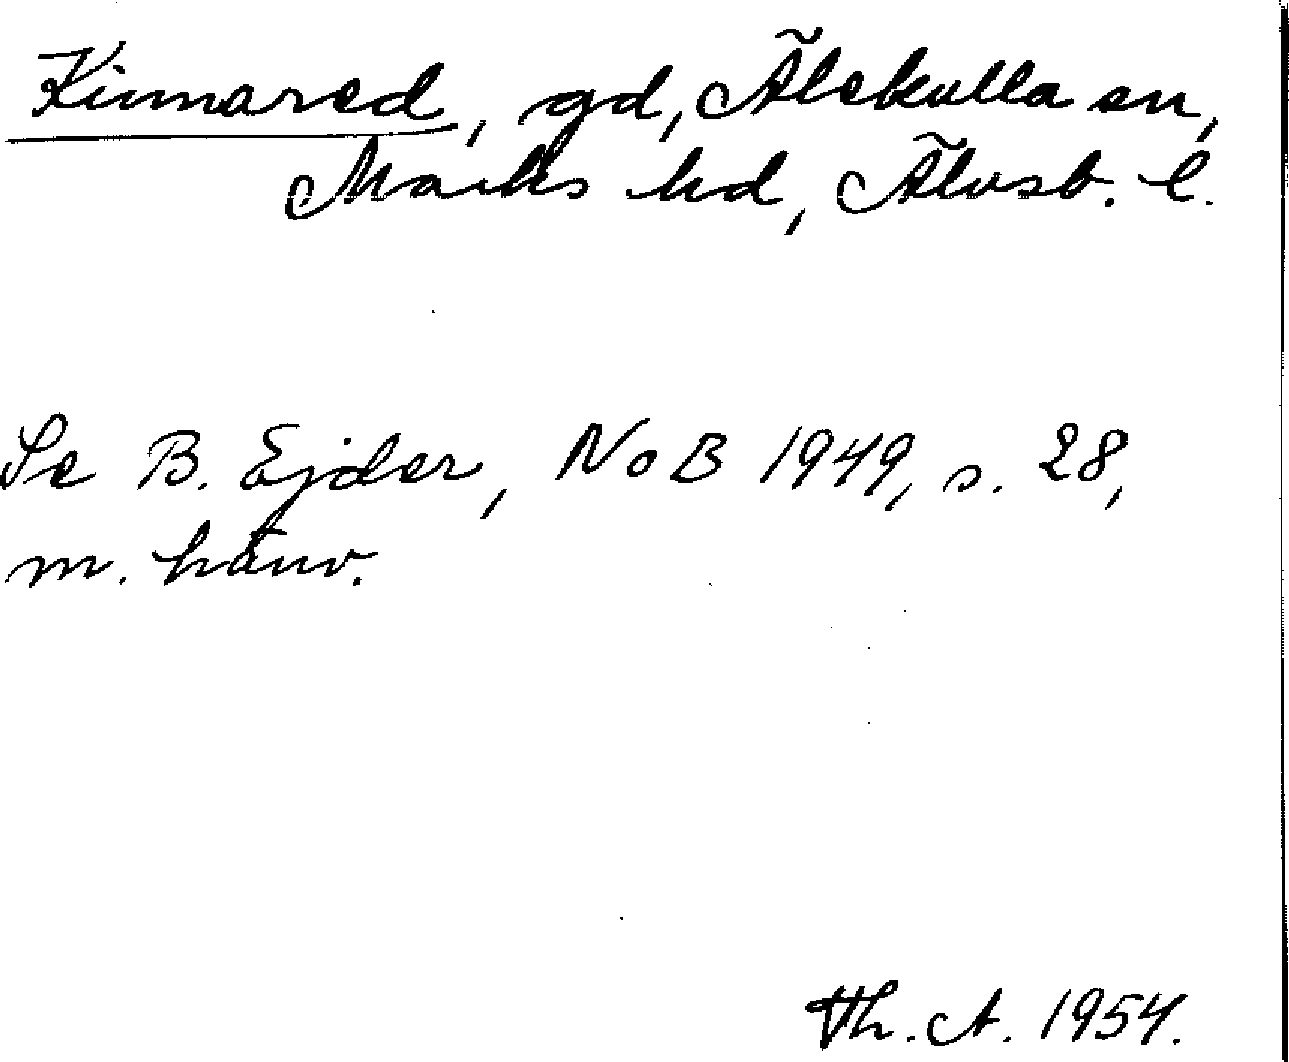 Kinnared, gd, Älekulla sn,
Marks hd, Älvsb. l.
Se B. Ejder, NoB 1949, s. 28,
m. hänv.
Th. A. 1954.